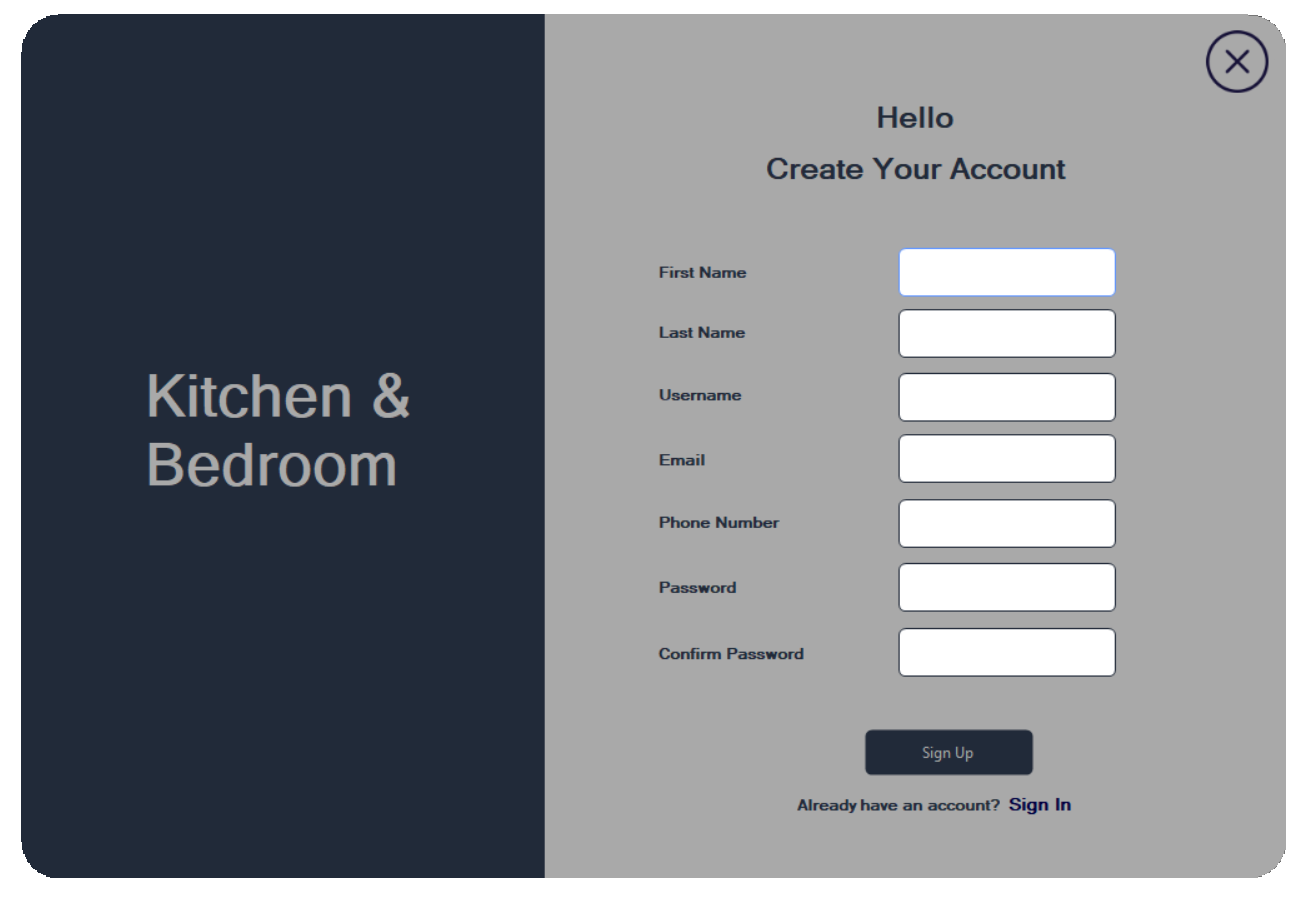 Kitchen &
Bedroom
Hello
Create Your Account
First Name
Last Name
Username
Email
Phone Number
Password
Confirm Password
Sign Up
Already have an account? Sign In